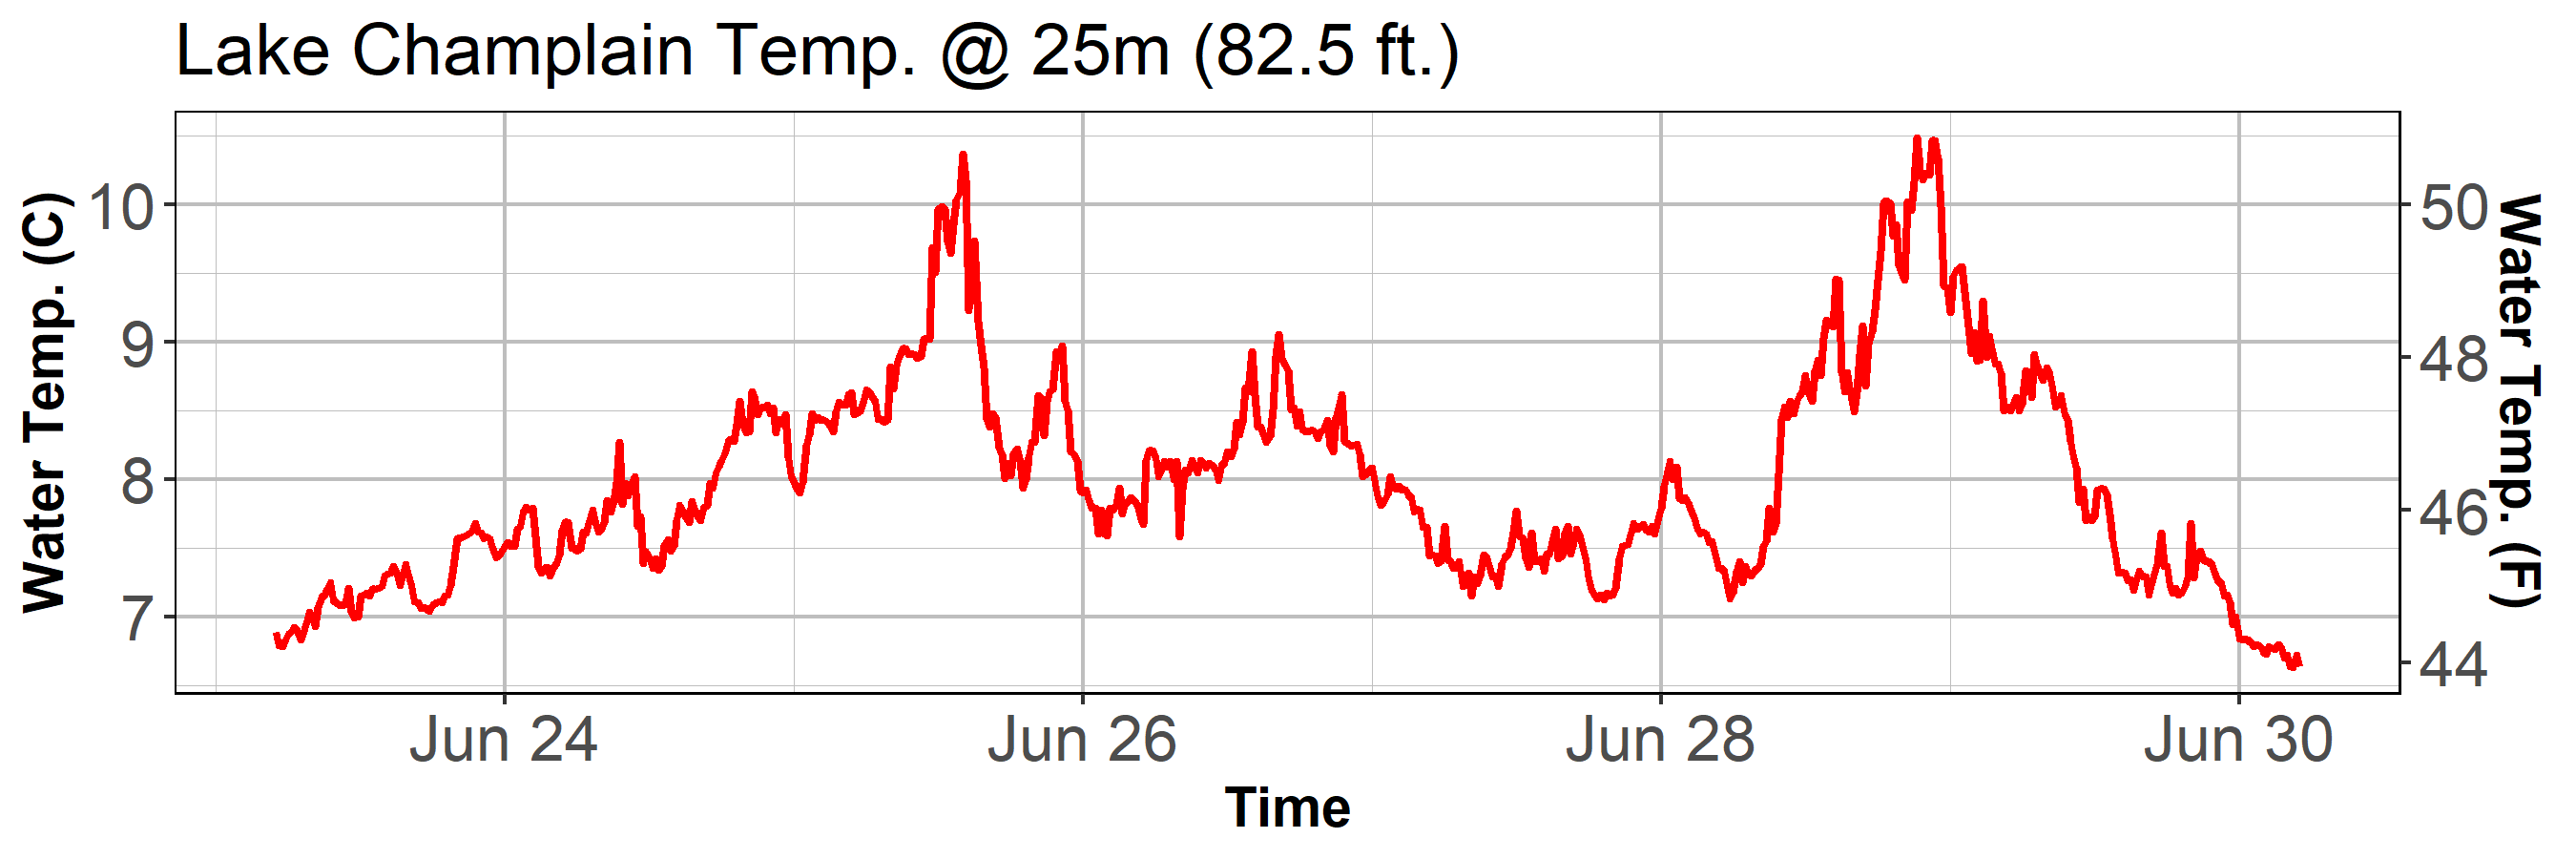 Lake Champlain Temp. @ 25m (82.5 ft.)
Water Temp. (C)
10
9
8
7
50
48
46
44
Water Temp. (F)
Jun 24
Jun 26
Jun 28
Jun 30
Time